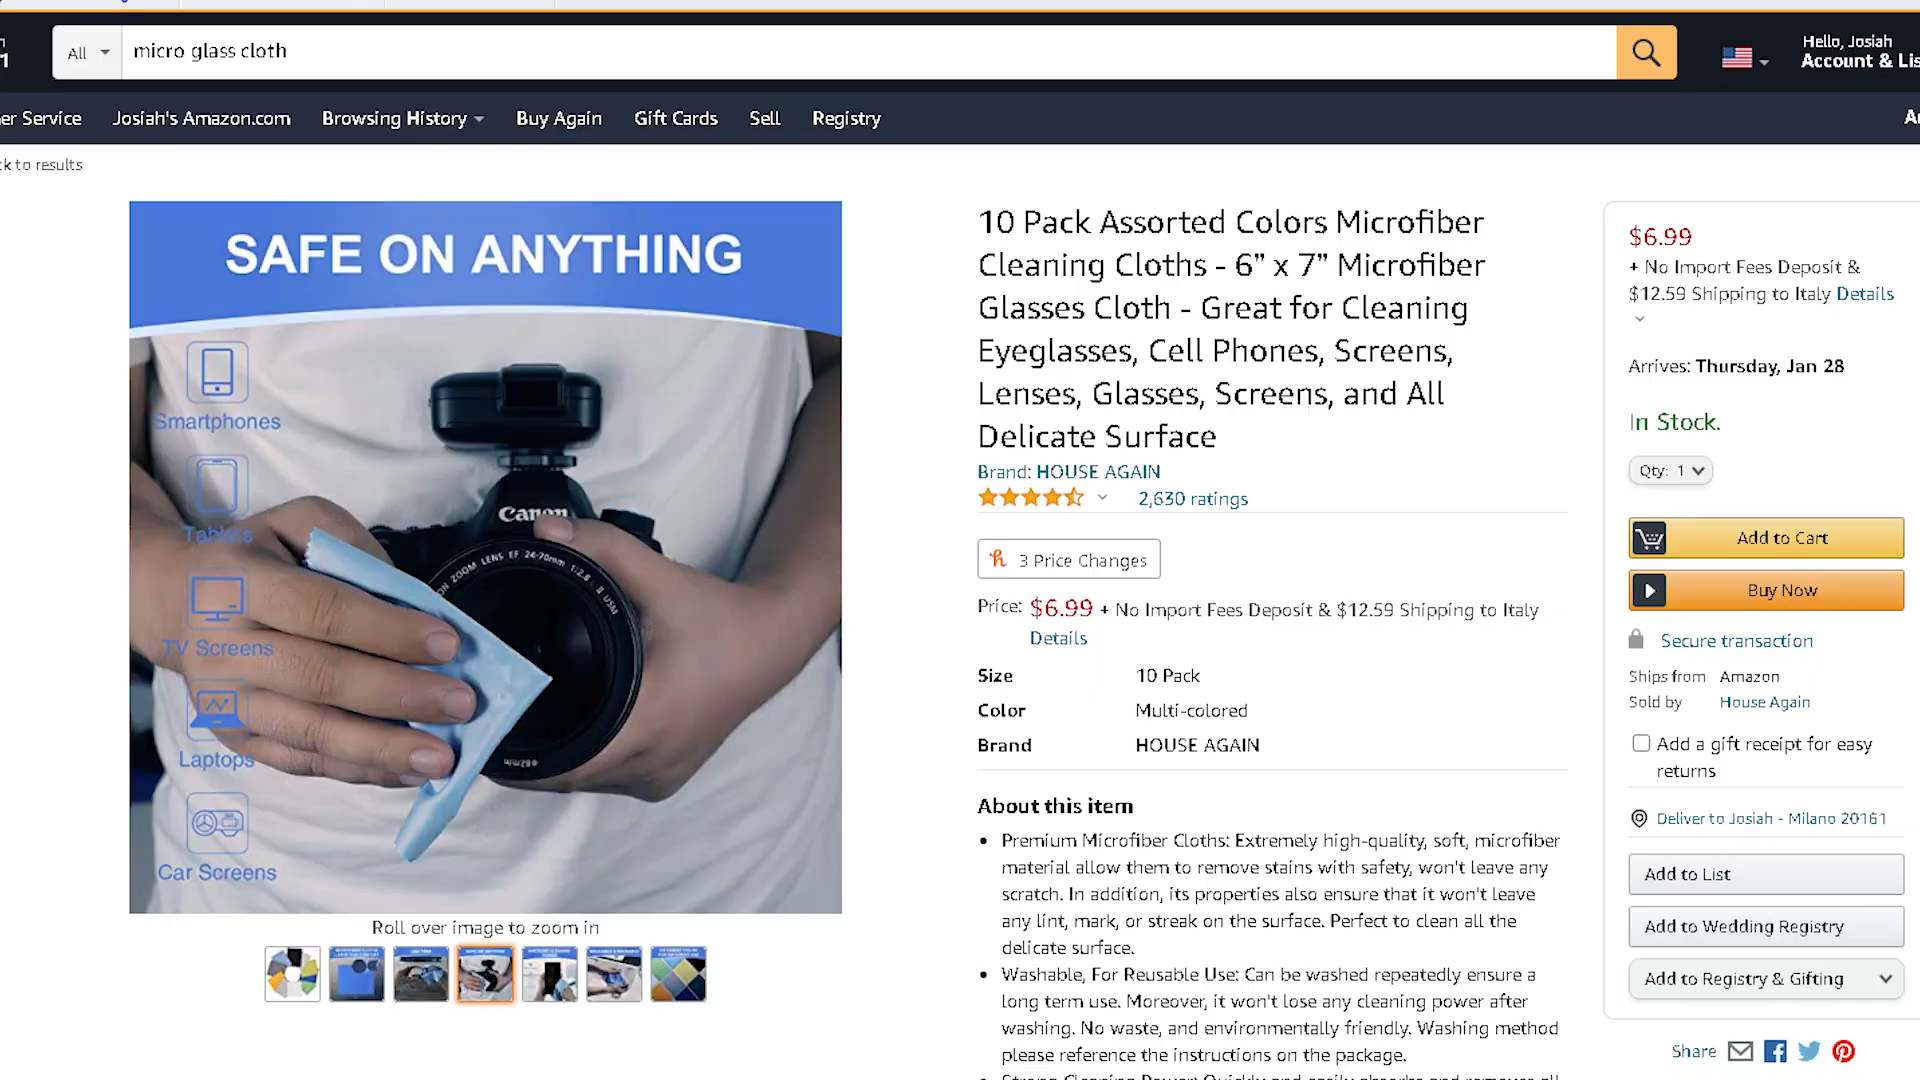 All
micro glass cloth
Hello, Josiah
Account & Lis
er Service
Josiah's Amazon.com
Browsing History
Buy Again
Gift Cards
Sell
Registry
ck to results
SAFE ON ANYTHING
Smartphones
Tablets
TV Screens
Laptops
Car Screens
Canon
ZOOM LENS EF 24-70mm 1:2.8 L II USM
ø82mm
Roll over image to zoom in
10 Pack Assorted Colors Microfiber
Cleaning Cloths - 6” x 7” Microfiber
Glasses Cloth - Great for Cleaning
Eyeglasses, Cell Phones, Screens,
Lenses, Glasses, Screens, and All
Delicate Surface
Brand: HOUSE AGAIN
2,630 ratings
3 Price Changes
Price: $6.99 + No Import Fees Deposit & $12.59 Shipping to Italy
Details
Size 10 Pack
Color Multi-colored
Brand HOUSE AGAIN
About this item
• Premium Microfiber Cloths: Extremely high-quality, soft, microfiber
material allow them to remove stains with safety, won't leave any
scratch. In addition, its properties also ensure that it won't leave
any lint, mark, or streak on the surface. Perfect to clean all the
delicate surface.
• Washable, For Reusable Use: Can be washed repeatedly ensure a
long term use. Moreover, it won't lose any cleaning power after
washing. No waste, and environmentally friendly. Washing method
please reference the instructions on the package.
$6.99
+ No Import Fees Deposit &
$12.59 Shipping to Italy Details
Arrives: Thursday, Jan 28
In Stock.
Qty: 1
Add to Cart
Buy Now
Secure transaction
Ships from Amazon
Sold by House Again
Add a gift receipt for easy
returns
Deliver to Josiah - Milano 20161
Add to List
Add to Wedding Registry
Add to Registry & Gifting
Share